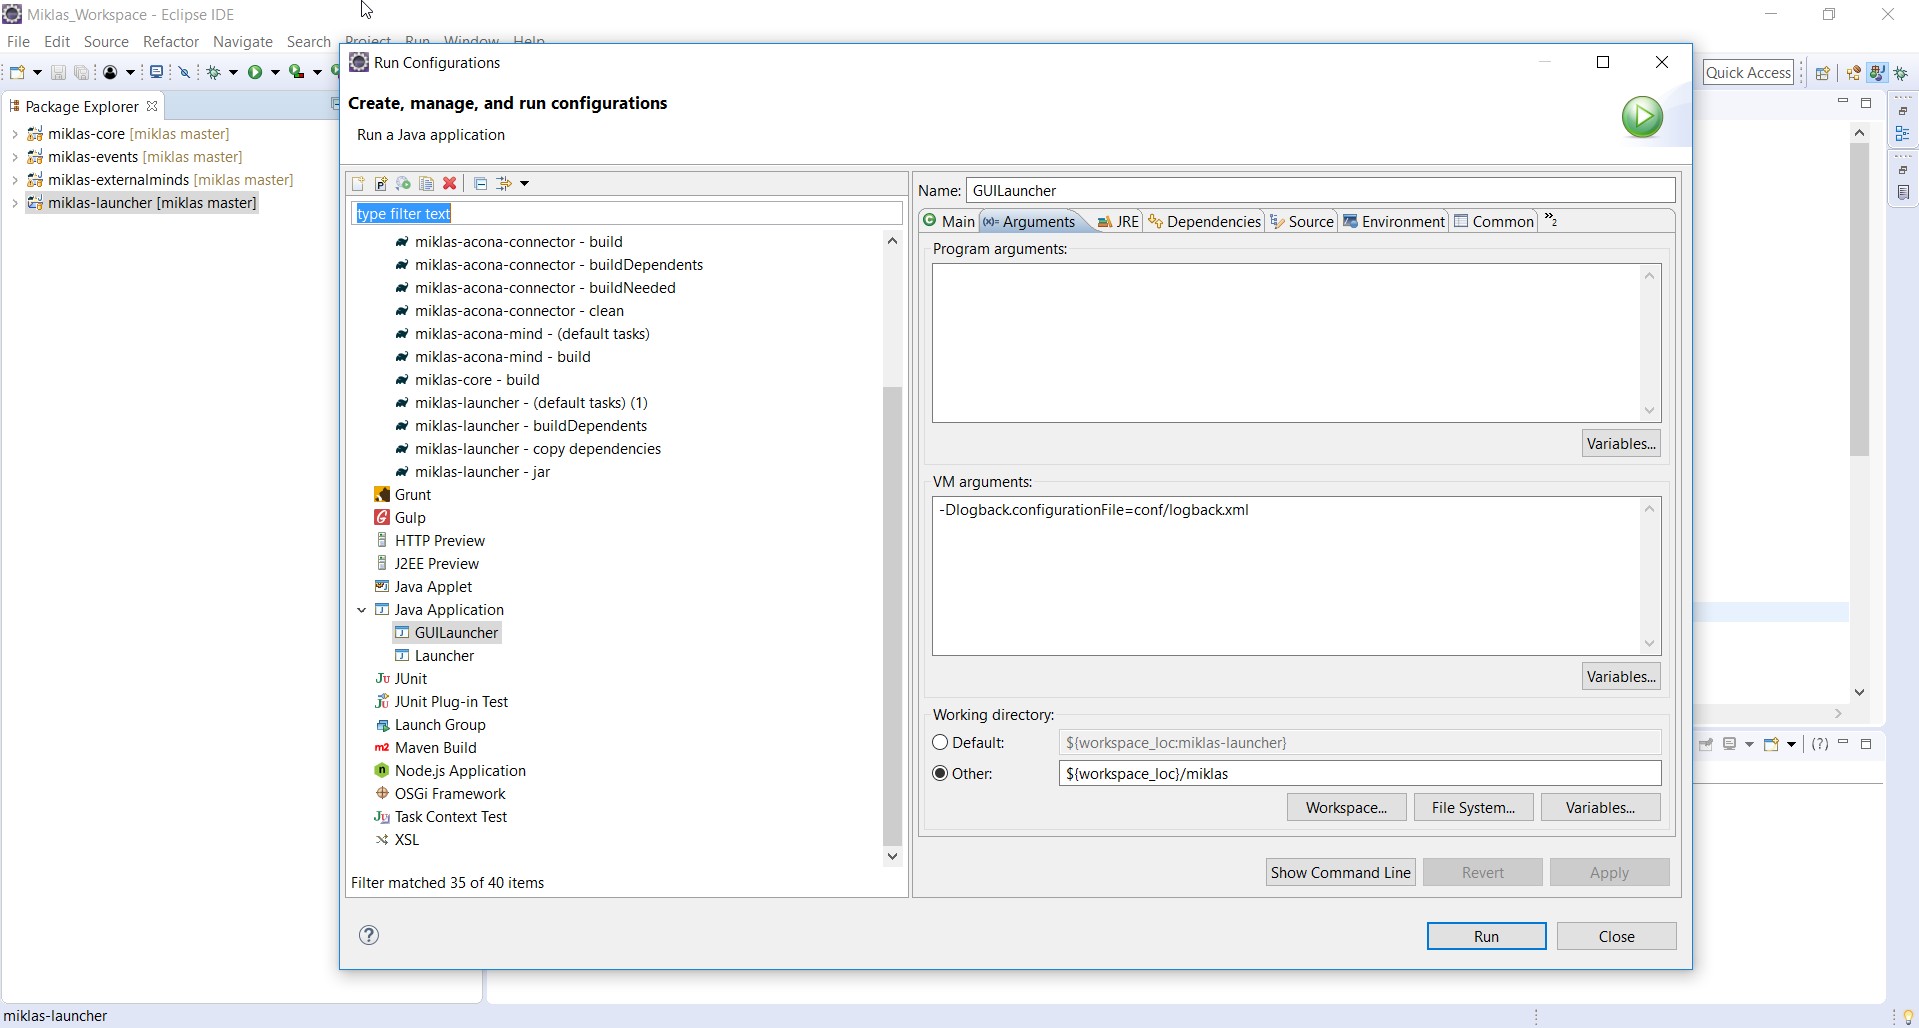 Miklas_Workspace - Eclipse IDE
File Edit Source Refactor Navigate Search Project Run Window Help
Quick Access
Package Explorer
miklas-core [miklas master]
miklas-events [miklas master]
miklas-externalminds [miklas master]
miklas-launcher [miklas master]
Run Configurations
Create, manage, and run configurations
Run a Java application
type filter text
miklas-acona-connector - build
miklas-acona-connector - buildDependents
miklas-acona-connector - buildNeeded
miklas-acona-connector - clean
miklas-acona-mind - (default tasks)
miklas-acona-mind - build
miklas-core - build
miklas-launcher - (default tasks) (1)
miklas-launcher - buildDependents
miklas-launcher - copy dependencies
miklas-launcher - jar
Grunt
Gulp
HTTP Preview
J2EE Preview
Java Applet
Java Application
GUILauncher
Launcher
JUnit
JUnit Plug-in Test
Launch Group
m2 Maven Build
Node.js Application
OSGi Framework
Task Context Test
XSL
Filter matched 35 of 40 items
Name: GUILauncher
Main (x)= Arguments JRE Dependencies Source Environment Common »2
Program arguments:
Variables...
VM arguments:
-Dlogback.configurationFile=conf/logback.xml
Variables...
Working directory:
Default: ${workspace_loc:miklas-launcher}
Other: ${workspace_loc}/miklas
Workspace... File System... Variables...
Show Command Line Revert Apply
Run Close
miklas-launcher